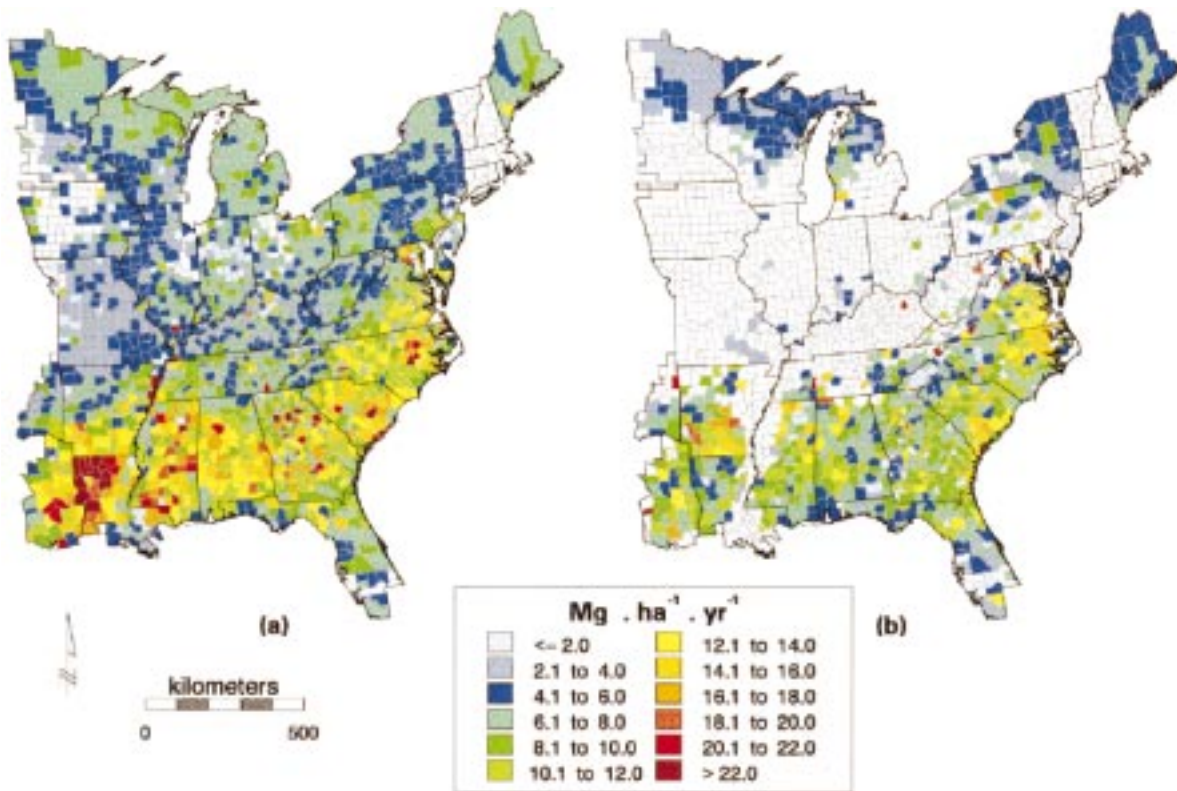 (a)
(b)
kilometers
0 500
Mg . ha⁻¹ . yr⁻¹
<= 2.0
2.1 to 4.0
4.1 to 6.0
6.1 to 8.0
8.1 to 10.0
10.1 to 12.0
12.1 to 14.0
14.1 to 16.0
16.1 to 18.0
18.1 to 20.0
20.1 to 22.0
> 22.0